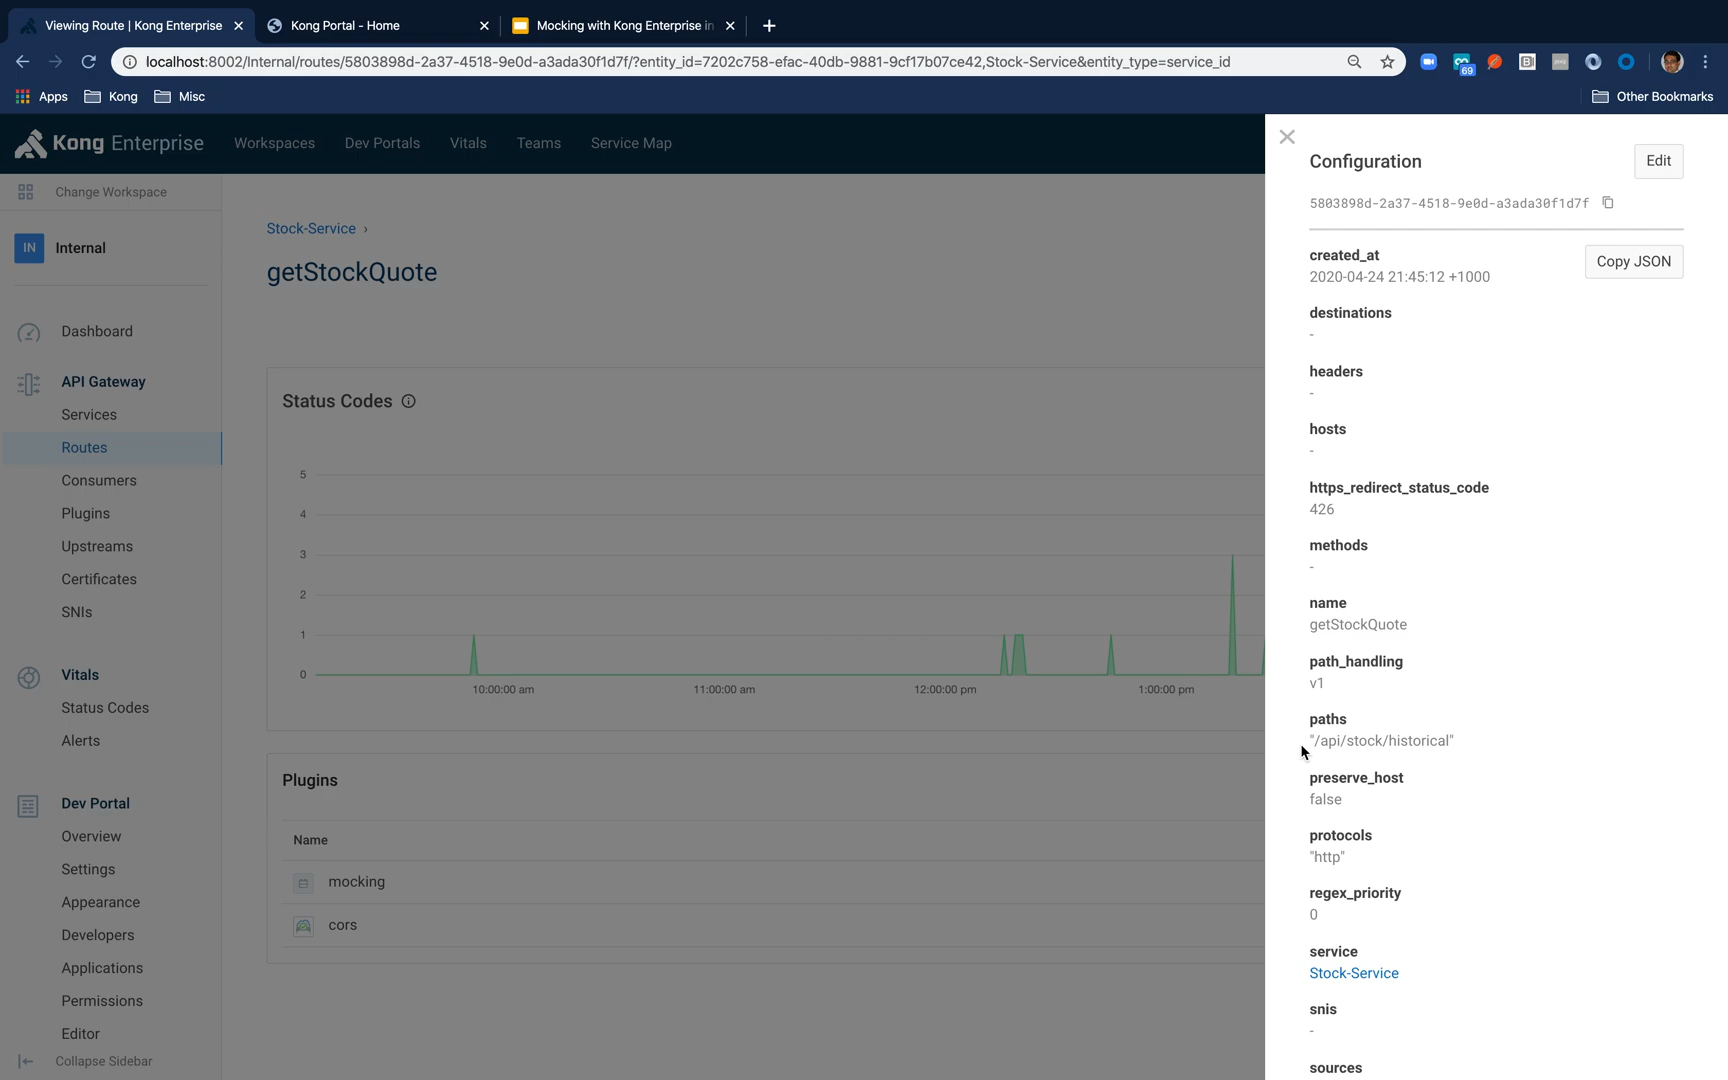 Viewing Route | Kong Enterprise
Kong Portal - Home
Mocking with Kong Enterprise in
localhost:8002/Internal/routes/5803898d-2a37-4518-9e0d-a3ada30f1d7f/?entity_id=7202c758-efac-40db-9881-9cf17b07ce42,Stock-Service&entity_type=service_id
69
Apps
Kong
Misc
Other Bookmarks
Kong Enterprise
Workspaces
Dev Portals
Vitals
Teams
Service Map
Change Workspace
IN
Internal
Dashboard
API Gateway
Services
Routes
Consumers
Plugins
Upstreams
Certificates
SNIs
Vitals
Status Codes
Alerts
Dev Portal
Overview
Settings
Appearance
Developers
Applications
Permissions
Editor
Collapse Sidebar
Stock-Service ›
getStockQuote
Status Codes
5
4
3
2
1
0
10:00:00 am
11:00:00 am
12:00:00 pm
1:00:00 pm
Plugins
Name
mocking
cors
Configuration
Edit
5803898d-2a37-4518-9e0d-a3ada30f1d7f
created_at
2020-04-24 21:45:12 +1000
Copy JSON
destinations
-
headers
-
hosts
-
https_redirect_status_code
426
methods
-
name
getStockQuote
path_handling
v1
paths
"/api/stock/historical"
preserve_host
false
protocols
"http"
regex_priority
0
service
Stock-Service
snis
-
sources